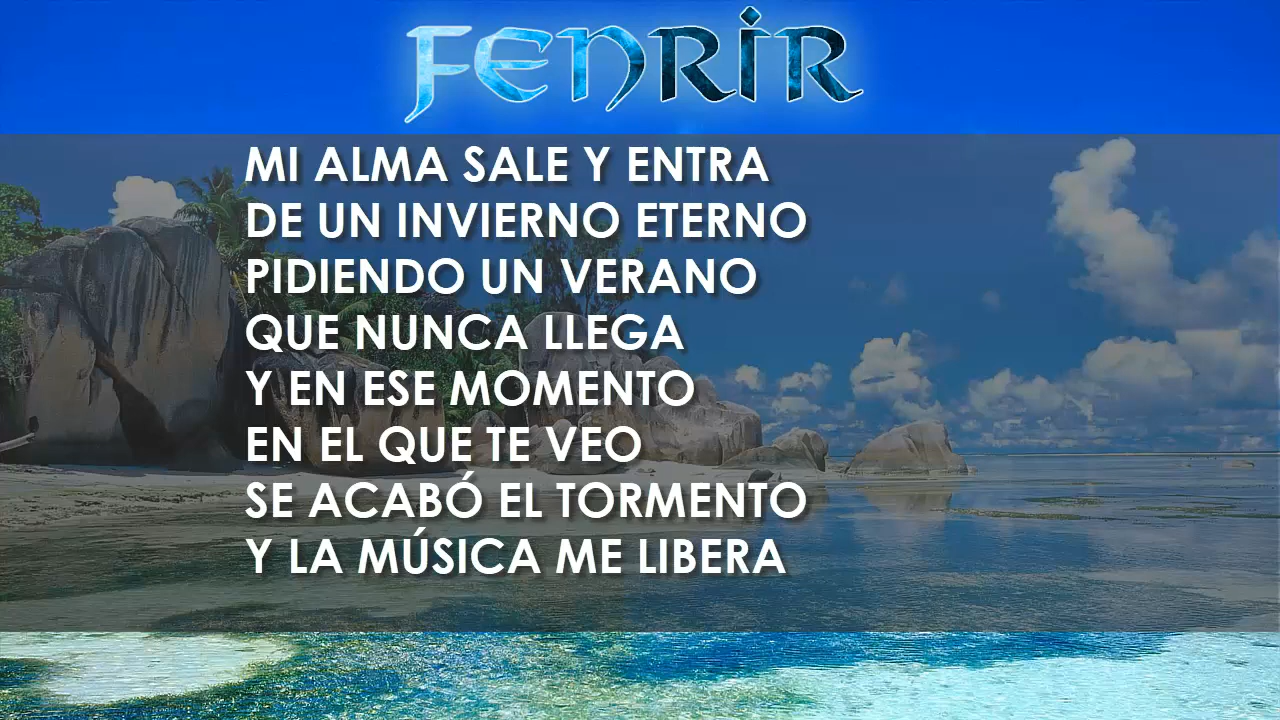 FENRIR
MI ALMA SALE Y ENTRA
DE UN INVIERNO ETERNO
PIDIENDO UN VERANO
QUE NUNCA LLEGA
Y EN ESE MOMENTO
EN EL QUE TE VEO
SE ACABÓ EL TORMENTO
Y LA MÚSICA ME LIBERA